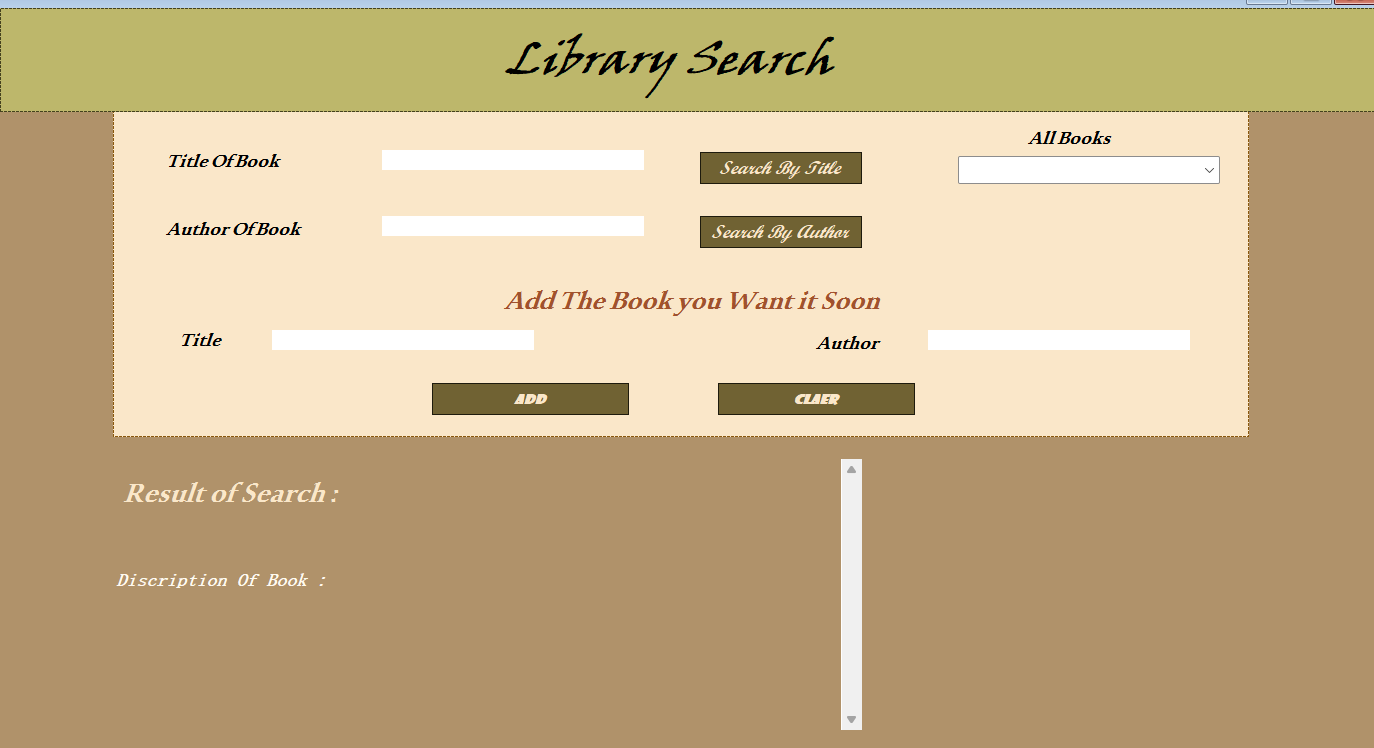 Library Search
All Books
Title Of Book
Search By Title
Author Of Book
Search By Author
Add The Book you Want it Soon
Title
Author
ADD
CLAER
Result of Search :
Discription Of Book :